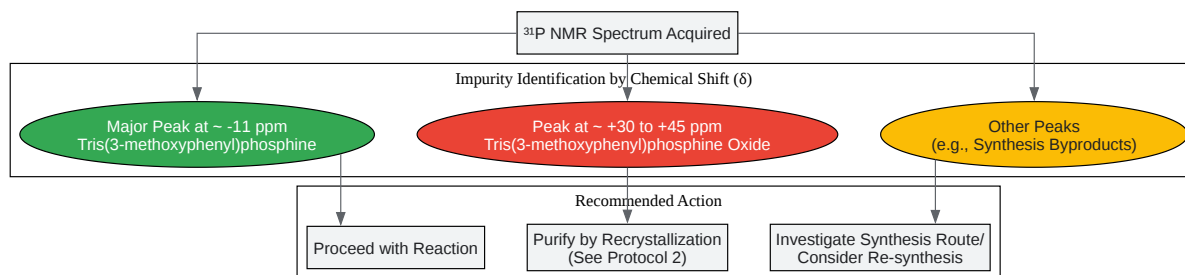 ³¹P NMR Spectrum Acquired
Impurity Identification by Chemical Shift (δ)
Major Peak at ~ -11 ppm
Tris(3-methoxyphenyl)phosphine
Peak at ~ +30 to +45 ppm
Tris(3-methoxyphenyl)phosphine Oxide
Other Peaks
(e.g., Synthesis Byproducts)
Recommended Action
Proceed with Reaction
Purify by Recrystallization
(See Protocol 2)
Investigate Synthesis Route/
Consider Re-synthesis